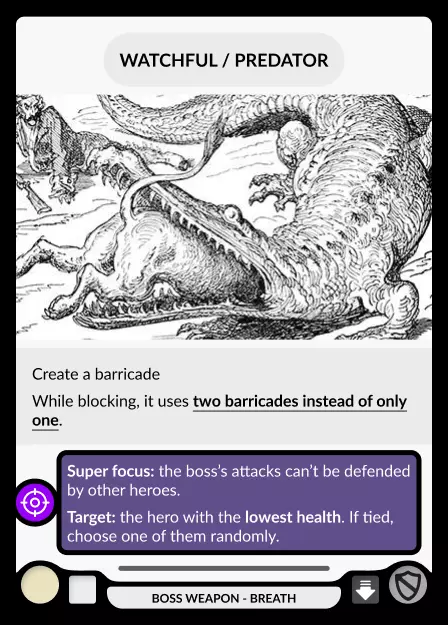 WATCHFUL / PREDATOR
Create a barricade
While blocking, it uses two barricades instead of only
one.
Super focus: the boss's attacks can't be defended
by other heroes.
Target: the hero with the lowest health. If tied,
choose one of them randomly.
BOSS WEAPON - BREATH